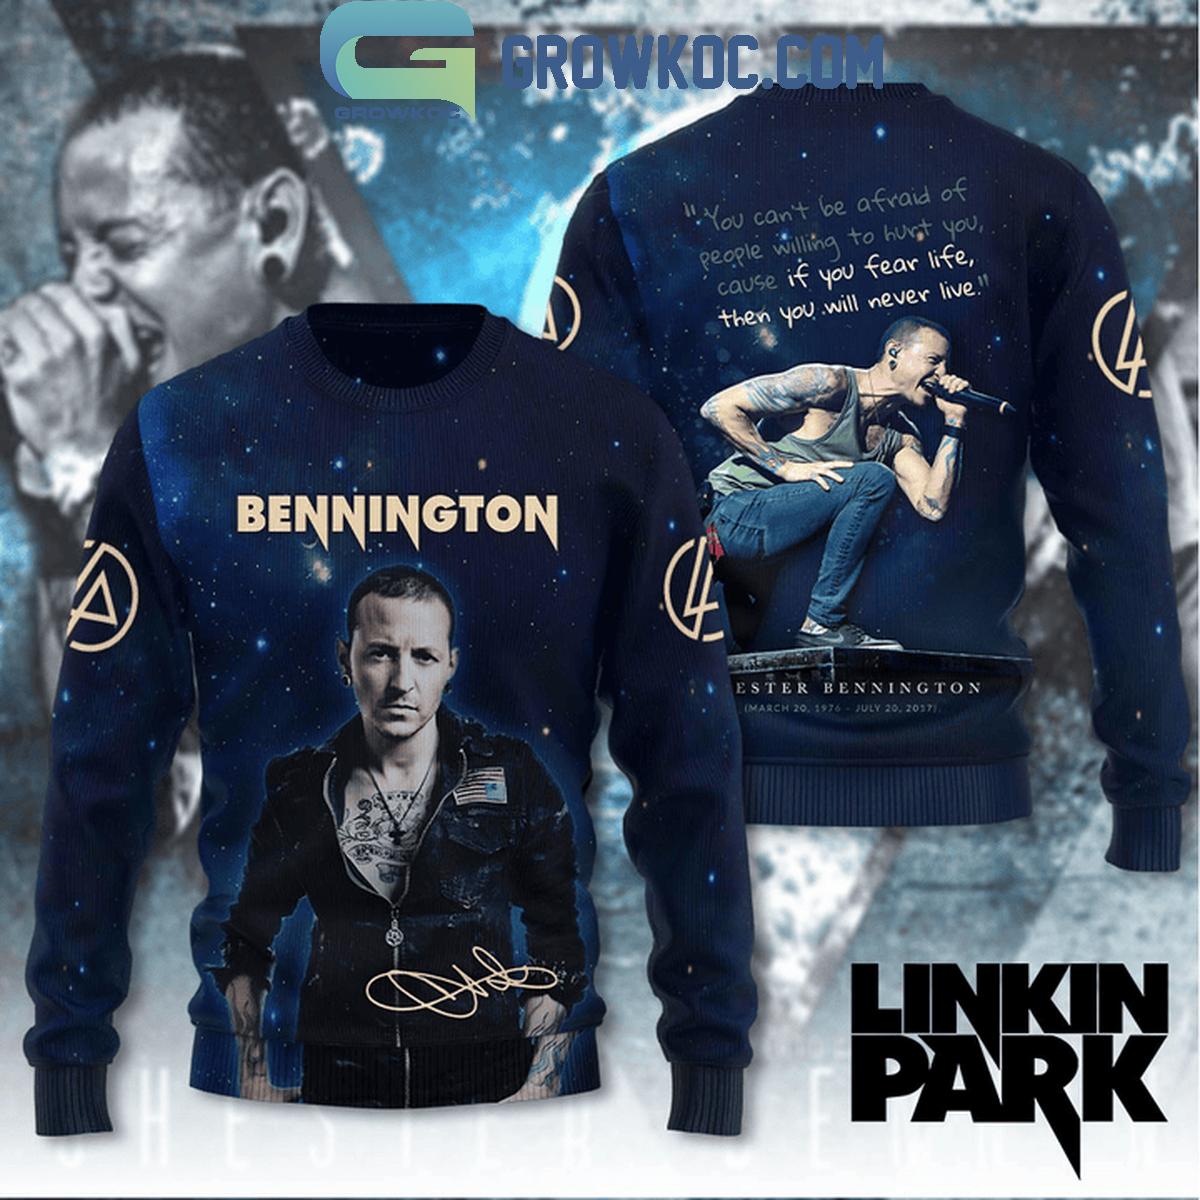 GROWKOC.COM
GROWKOC
"You can't be afraid of
people willing to hurt you,
cause if you fear life,
then you will never live."
BENNINGTON
ESTER BENNINGTON
(MARCH 20, 1976 - JULY 20, 2017)
LINKIN
PARK